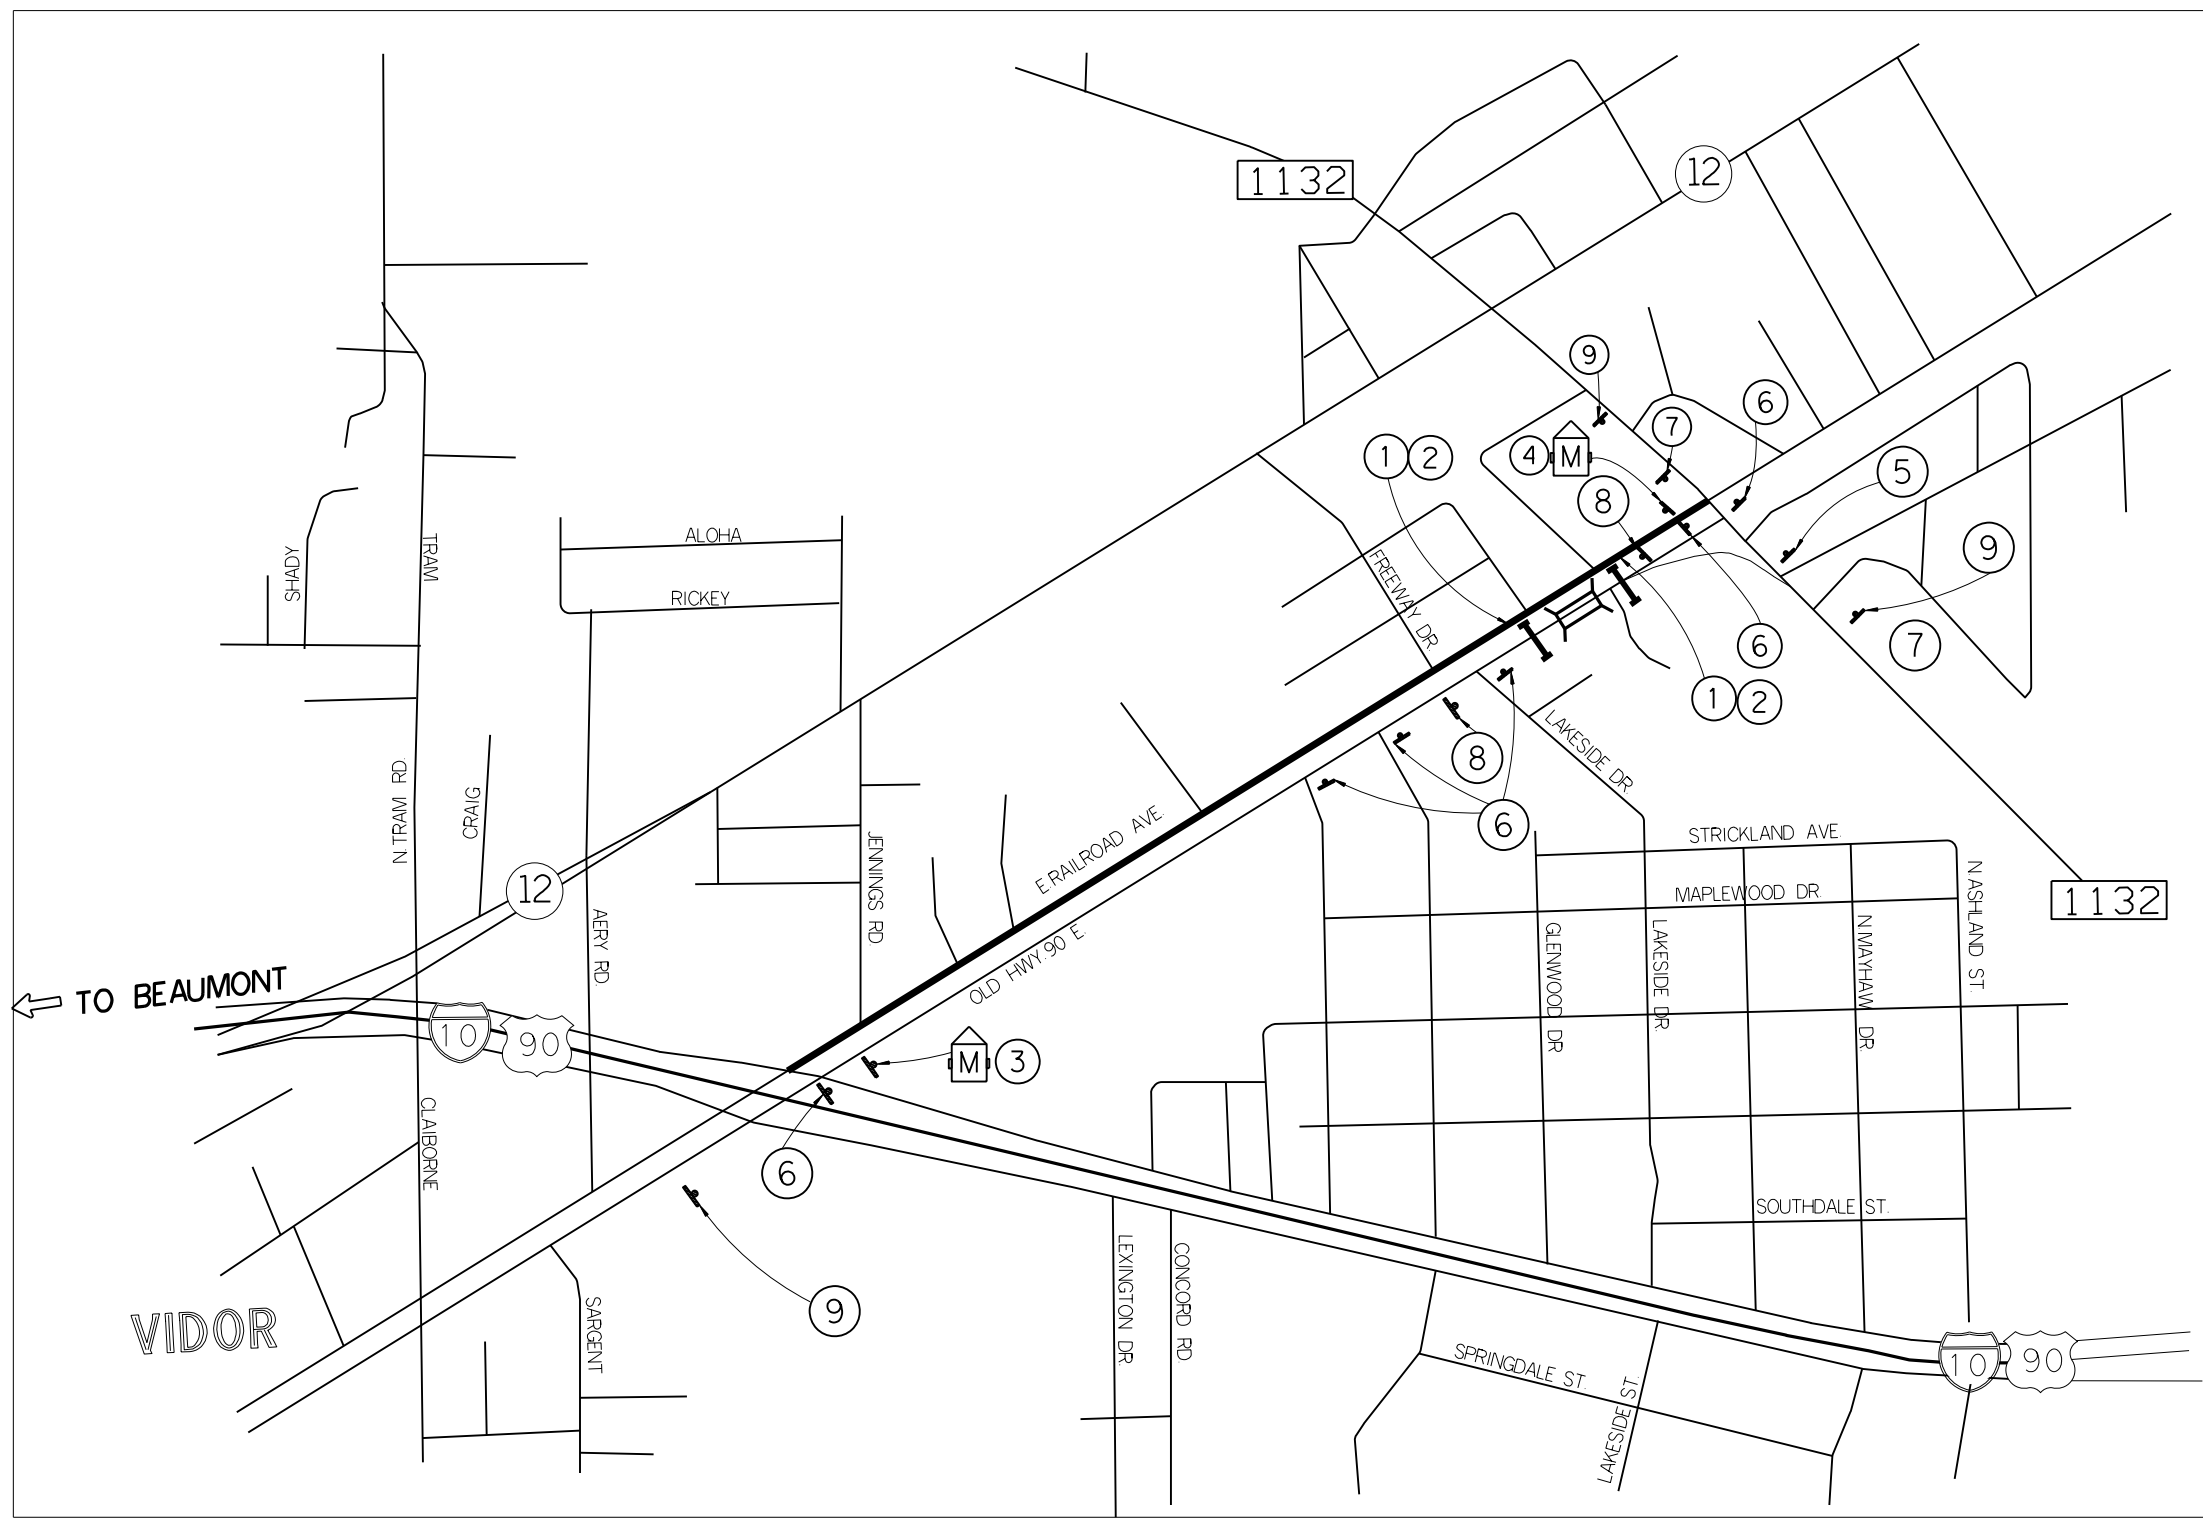 1132
12
9
6
7
1 2
4 M
5
8
9
SHADY
TRAM
ALOHA
RICKEY
FREEWAY DR.
7
6
1 2
8
LAKESIDE DR.
6
N.TRAM RD.
CRAIG
JENNINGS RD.
E.RAILROAD AVE.
STRICKLAND AVE.
MAPLEWOOD DR.
N.ASHLAND ST.
1132
12
AERY RD.
OLD HWY.90 E.
GLENWOOD DR
LAKESIDE DR.
N.MAYHAW DR.
TO BEAUMONT
10
90
M 3
CLAIBORNE
6
SOUTHDALE ST.
LEXINGTON DR.
CONCORD RD.
VIDOR
9
SARGENT
SPRINGDALE ST.
LAKESIDE ST.
10
90